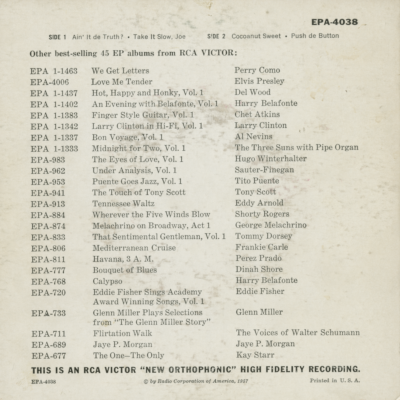 EPA-4038
SIDE 1 Ain' It de Truth? • Take It Slow, Joe SIDE 2 Cocoanut Sweet • Push de Button
Other best-selling 45 EP albums from RCA VICTOR:
EPA 1-1463 We Get Letters Perry Como
EPA-4006 Love Me Tender Elvis Presley
EPA 1-1437 Hot, Happy and Honky, Vol. 1 Del Wood
EPA 1-1402 An Evening with Belafonte, Vol. 1 Harry Belafonte
EPA 1-1383 Finger Style Guitar, Vol. 1 Chet Atkins
EPA 1-1342 Larry Clinton in Hi-Fi, Vol. 1 Larry Clinton
EPA 1-1337 Bon Voyage, Vol. 1 Al Nevins
EPA 1-1333 Midnight for Two, Vol. 1 The Three Suns with Pipe Organ
EPA-983 The Eyes of Love, Vol. 1 Hugo Winterhalter
EPA-962 Under Analysis, Vol. 1 Sauter-Finegan
EPA-953 Puente Goes Jazz, Vol. 1 Tito Puente
EPA-941 The Touch of Tony Scott Tony Scott
EPA-913 Tennessee Waltz Eddy Arnold
EPA-884 Wherever the Five Winds Blow Shorty Rogers
EPA-874 Melachrino on Broadway, Act 1 George Melachrino
EPA-833 That Sentimental Gentleman, Vol. 1 Tommy Dorsey
EPA-806 Mediterranean Cruise Frankie Carle
EPA-811 Havana, 3 A. M. Perez Prado
EPA-777 Bouquet of Blues Dinah Shore
EPA-768 Calypso Harry Belafonte
EPA-720 Eddie Fisher Sings Academy Eddie Fisher
Award Winning Songs, Vol. 1
EPA-733 Glenn Miller Plays Selections Glenn Miller
from "The Glenn Miller Story"
EPA-711 Flirtation Walk The Voices of Walter Schumann
EPA-689 Jaye P. Morgan Jaye P. Morgan
EPA-677 The One—The Only Kay Starr
THIS IS AN RCA VICTOR "NEW ORTHOPHONIC" HIGH FIDELITY RECORDING.
EPA-4038 © by Radio Corporation of America, 1957 Printed in U. S. A.